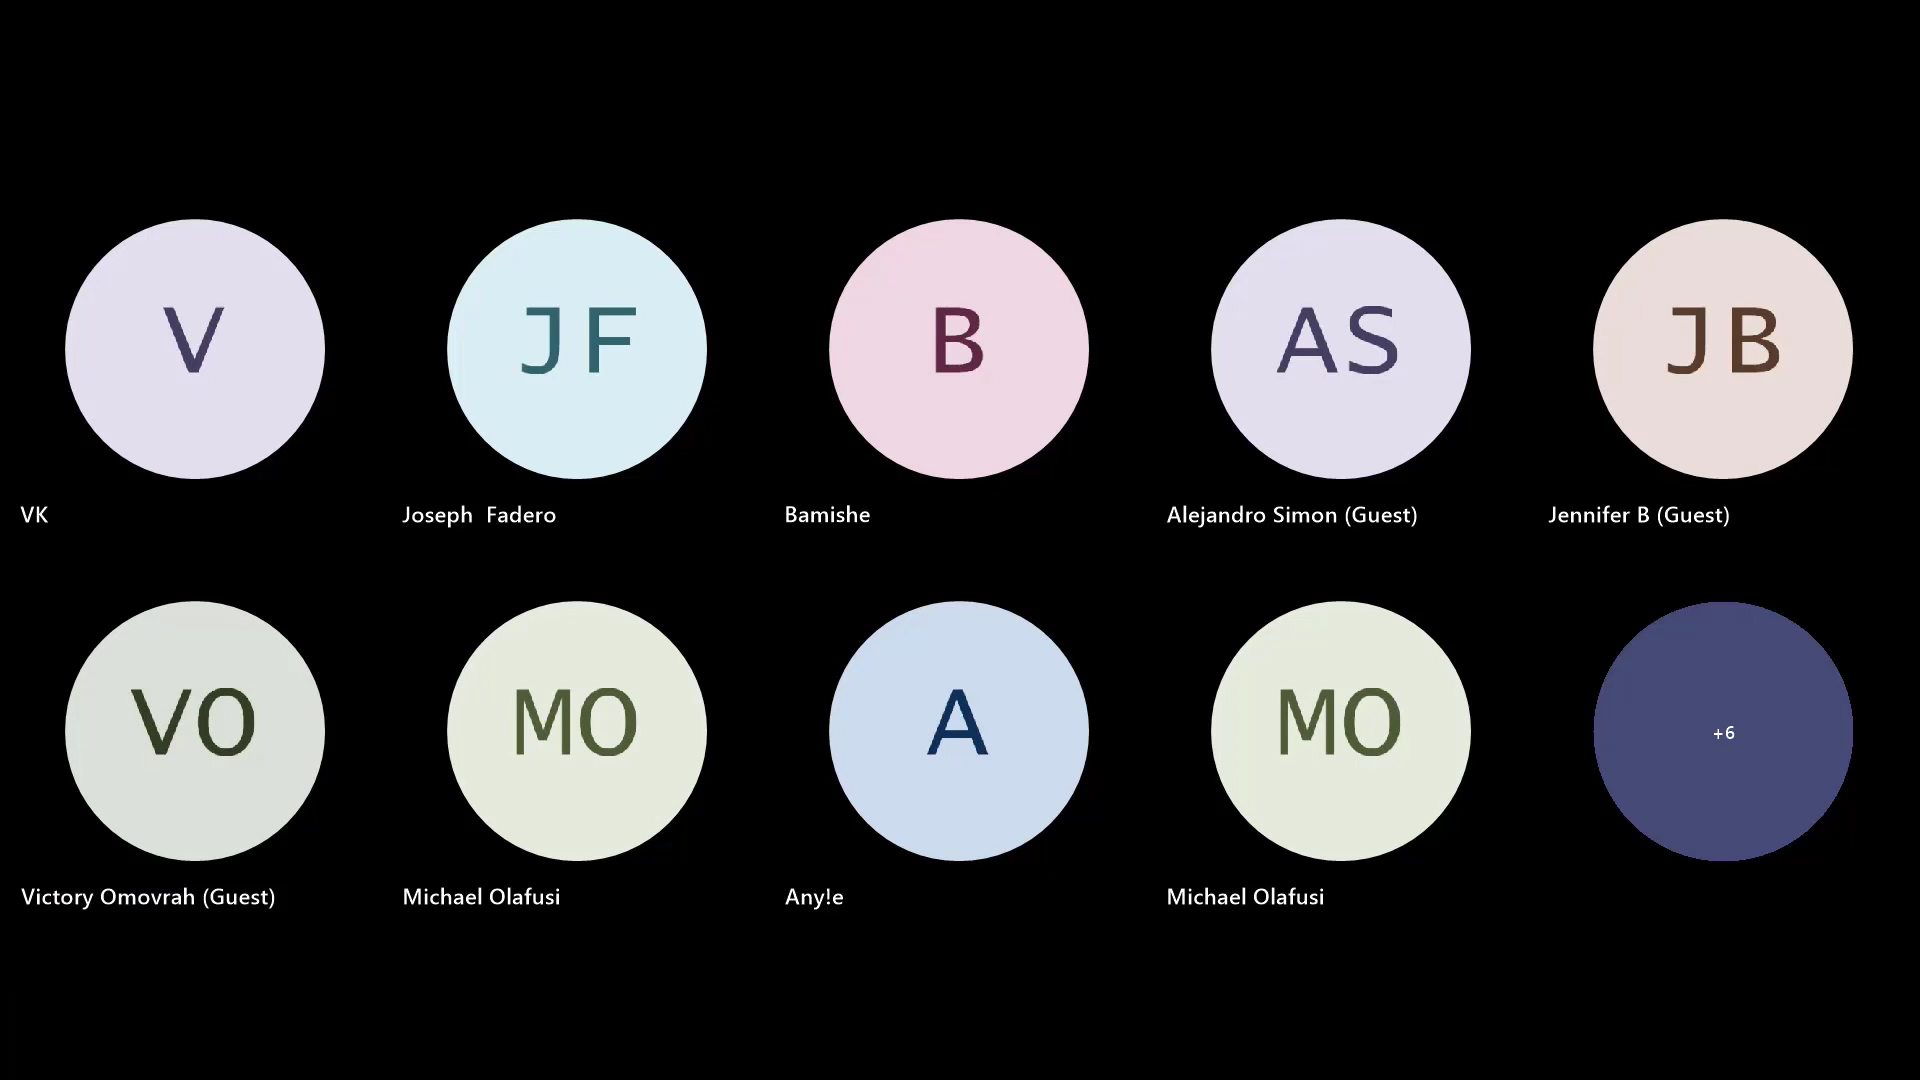 V
JF
B
AS
JB
VK
Joseph  Fadero
Bamishe
Alejandro Simon (Guest)
Jennifer B (Guest)
VO
MO
A
MO
+6
Victory Omovrah (Guest)
Michael Olafusi
Any!e
Michael Olafusi